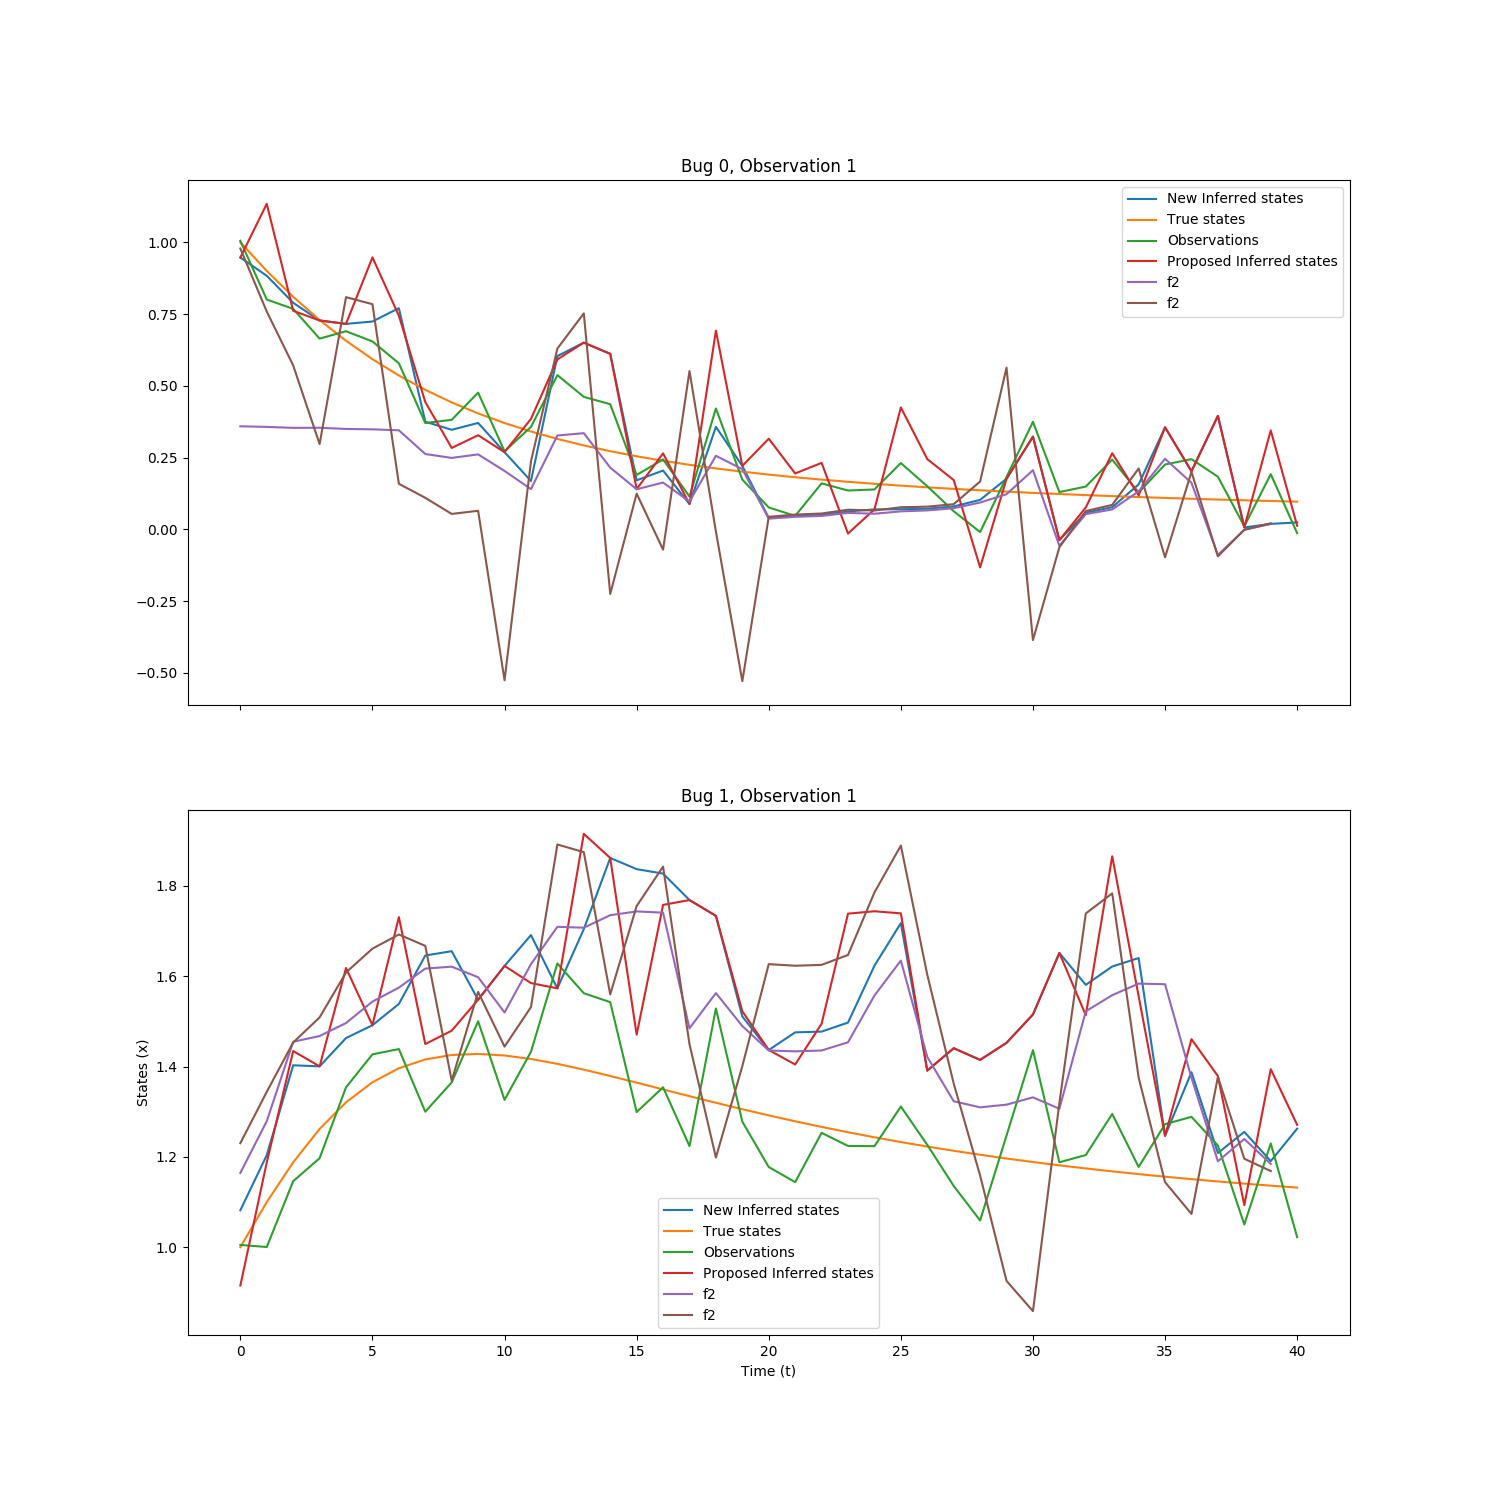 Bug 0, Observation 1
1.00
0.75
0.50
0.25
0.00
−0.25
−0.50
New Inferred states
True states
Observations
Proposed Inferred states
f2
f2
Bug 1, Observation 1
States (x)
1.8
1.6
1.4
1.2
1.0
New Inferred states
True states
Observations
Proposed Inferred states
f2
f2
0 5 10 15 20 25 30 35 40
Time (t)